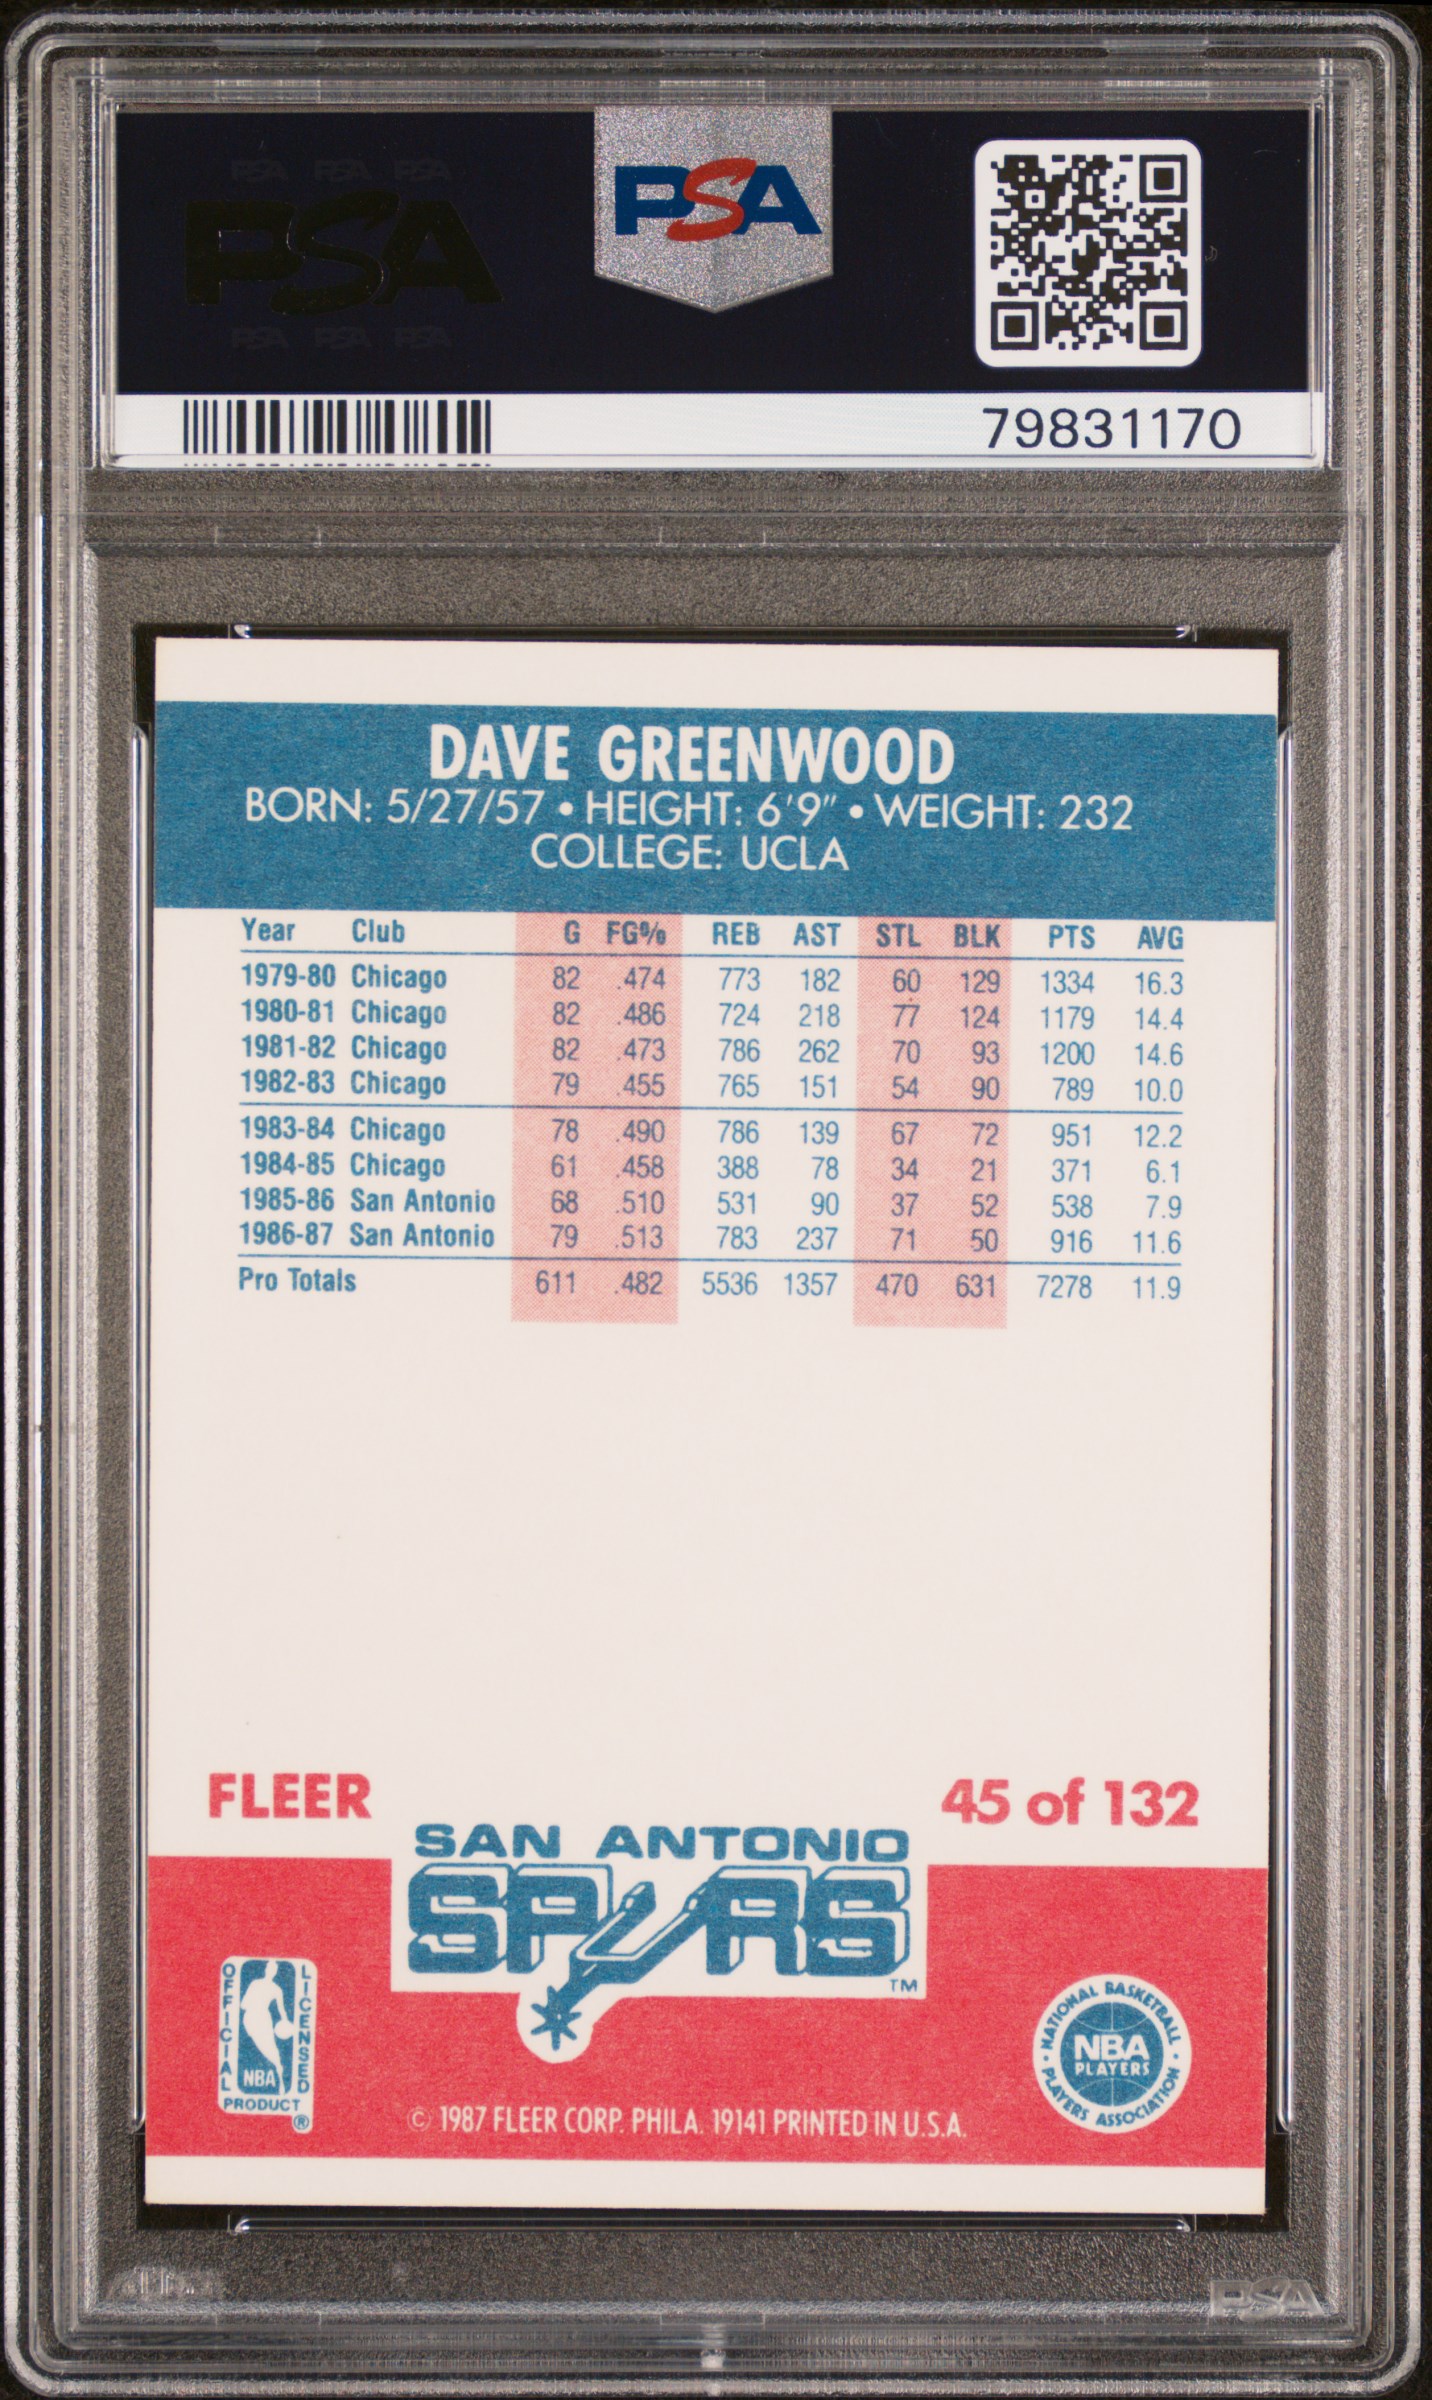 PSA PSA PSA
PSA
PSA PSA PSA
PSA
79831170
DAVE GREENWOOD
BORN: 5/27/57 • HEIGHT: 6'9" • WEIGHT: 232
COLLEGE: UCLA
Year Club G FG% REB AST STL BLK PTS AVG
1979-80 Chicago 82 .474 773 182 60 129 1334 16.3
1980-81 Chicago 82 .486 724 218 77 124 1179 14.4
1981-82 Chicago 82 .473 786 262 70 93 1200 14.6
1982-83 Chicago 79 .455 765 151 54 90 789 10.0
1983-84 Chicago 78 .490 786 139 67 72 951 12.2
1984-85 Chicago 61 .458 388 78 34 21 371 6.1
1985-86 San Antonio 68 .510 531 90 37 52 538 7.9
1986-87 San Antonio 79 .513 783 237 71 50 916 11.6
Pro Totals 611 .482 5536 1357 470 631 7278 11.9
FLEER
45 of 132
SAN ANTONIO
SPURS
TM
OFFICIAL LICENSED
NBA
PRODUCT
®
NATIONAL BASKETBALL
NBA
PLAYERS
PLAYERS ASSOCIATION
© 1987 FLEER CORP. PHILA. 19141 PRINTED IN U.S.A.
PSA